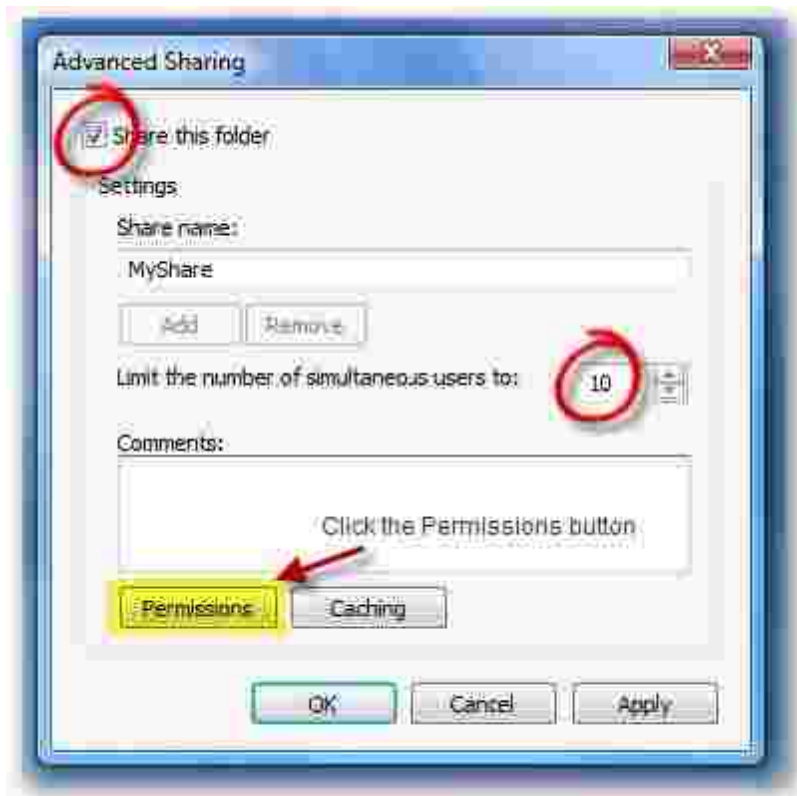 Advanced Sharing
Share this folder
Settings
Share name:
MyShare
Add Remove
Limit the number of simultaneous users to: 10
Comments:
Click the Permissions button
Permissions Caching
OK Cancel Apply